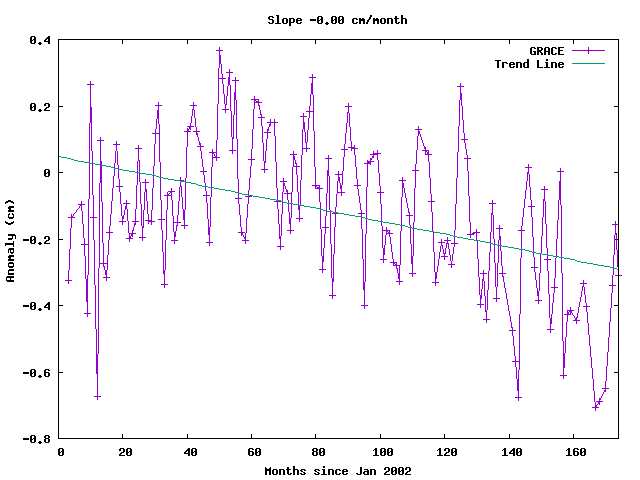 Slope -0.00 cm/month
GRACE
Trend Line
0.4
0.2
0
-0.2
-0.4
-0.6
-0.8
Anomaly (cm)
0 20 40 60 80 100 120 140 160
Months since Jan 2002